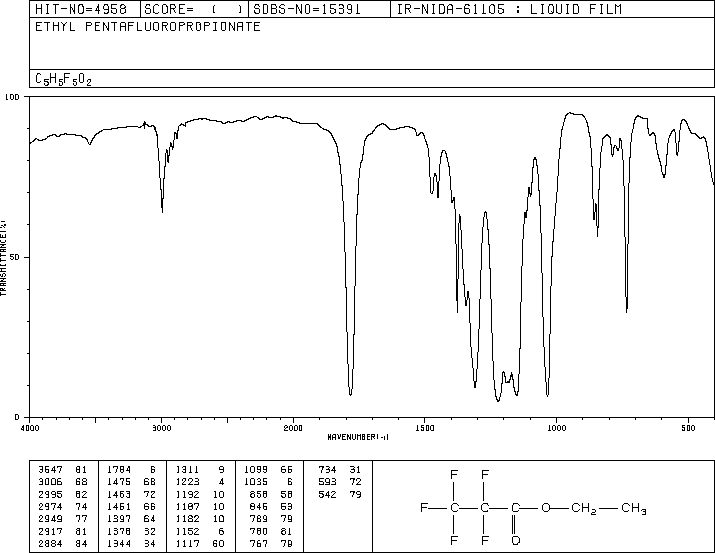 HIT-NO=4958 SCORE= ( ) SDBS-NO=15391 IR-NIDA-61105 : LIQUID FILM
ETHYL PENTAFLUOROPROPIONATE
C5H5F5O2
100
50
0
TRANSMITTANCE(%)
4000 3000 2000 1500 1000 500
WAVENUMBER(-1)
3547 81 1784 6 1311 9 1099 66 734 31
3006 68 1475 68 1223 4 1035 6 593 72
2995 62 1463 72 1192 10 858 58 542 79
2974 74 1451 66 1187 10 845 53
2949 77 1397 64 1182 10 789 79
2917 81 1378 32 1152 6 780 81
2884 84 1344 34 1117 60 767 79
F F
F C C C O CH2 CH3
F F O